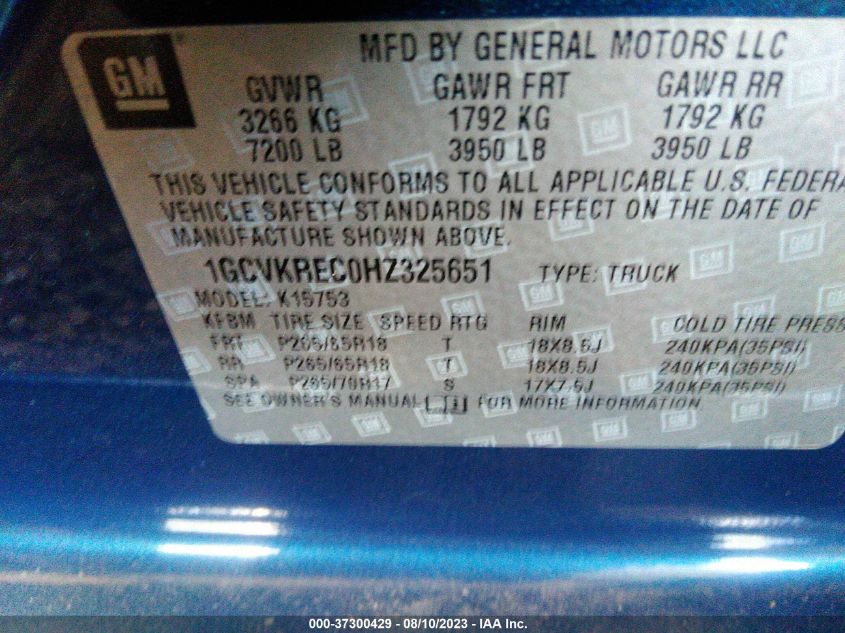 GM
MFD BY GENERAL MOTORS LLC
GVWR GAWR FRT GAWR RR
3266 KG 1792 KG 1792 KG
7200 LB 3950 LB 3950 LB
THIS VEHICLE CONFORMS TO ALL APPLICABLE U.S. FEDERA
VEHICLE SAFETY STANDARDS IN EFFECT ON THE DATE OF
MANUFACTURE SHOWN ABOVE.
1GCVKREC0HZ325651 TYPE: TRUCK
MODEL: K15753
TIRE SIZE SPEED RTG RIM COLD TIRE PRESS
FRT P265/65R18 T 18X8.5J 240KPA(35PSI)
RR P265/65R18 T 18X8.5J 240KPA(35PSI)
SPA P265/70R17 S 17X7.5J 240KPA(35PSI)
SEE OWNER'S MANUAL FOR MORE INFORMATION
000-37300429 - 08/10/2023 - IAA Inc.